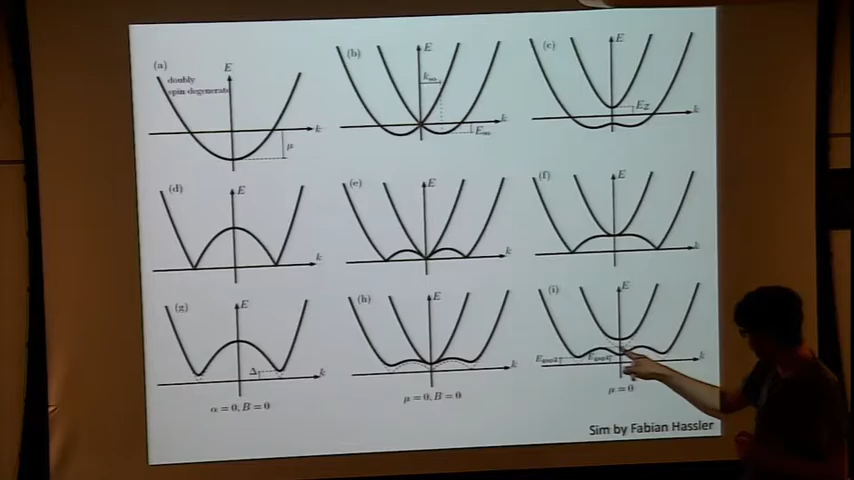 (a)
E
doubly
spin degenerate
k
μ
(b)
E
k
(c)
E
E_Z
k
(d)
E
k
(e)
E
k
(f)
E
k
(g)
E
Δ
k
α = 0, B = 0
(h)
E
k
μ = 0, B = 0
(i)
E
k
μ = 0
Sim by Fabian Hassler